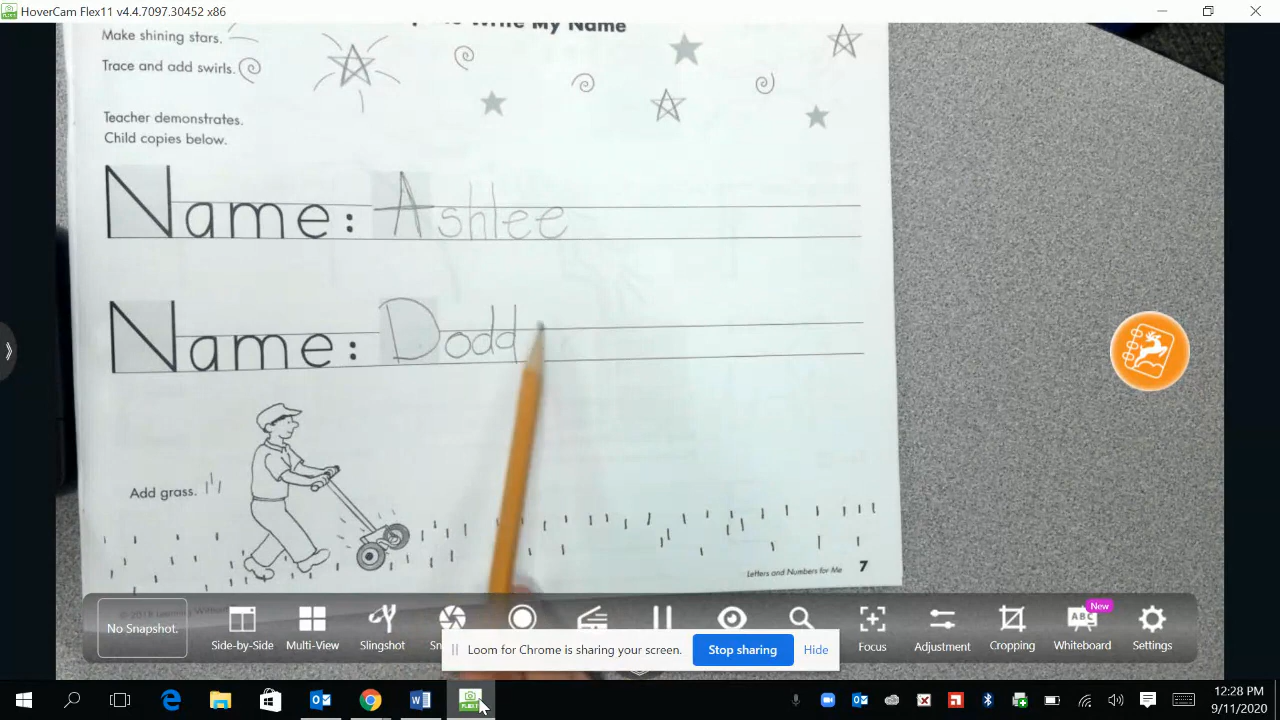 HoverCam Flex11 v4.4.7097.30452 x86
Write My Name
Make shining stars.
Trace and add swirls.
Teacher demonstrates.
Child copies below.
Name: Ashlee
Name: Dodd
Add grass.
Letters and Numbers for Me 7
No Snapshot.
Side-by-Side
Multi-View
Slingshot
Focus
Adjustment
Cropping
New
ABC
Whiteboard
Settings
Loom for Chrome is sharing your screen.
Stop sharing
Hide
FLEX11
12:28 PM
9/11/2020